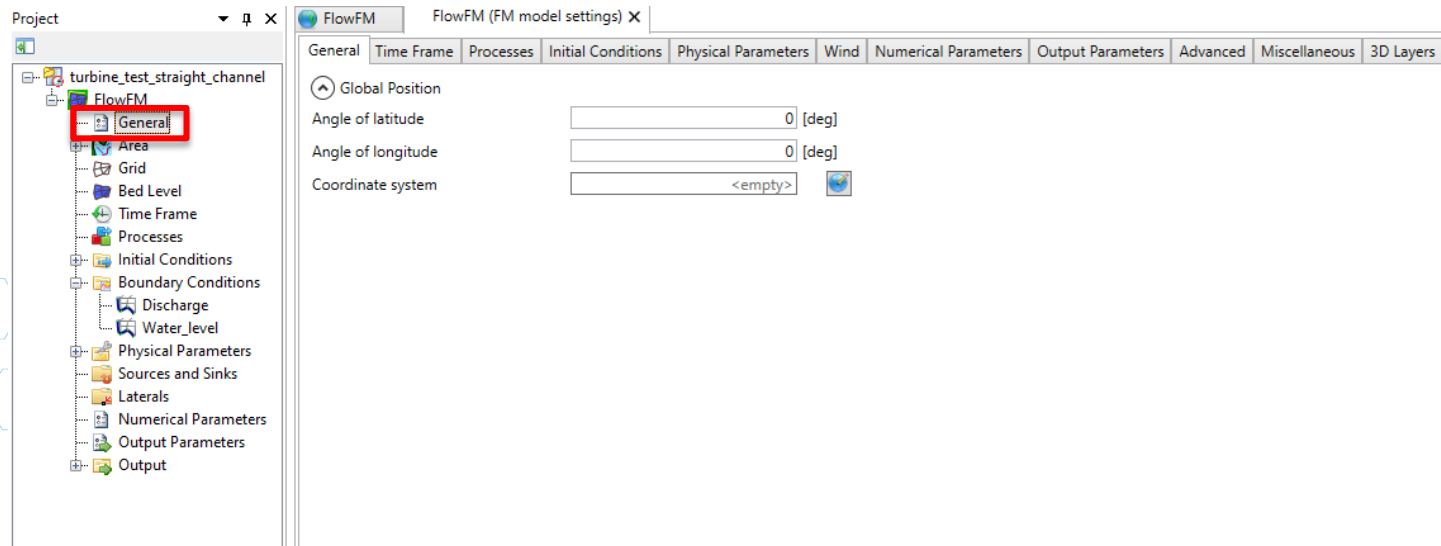 Project
turbine_test_straight_channel
FlowFM
General
Area
Grid
Bed Level
Time Frame
Processes
Initial Conditions
Boundary Conditions
Discharge
Water_level
Physical Parameters
Sources and Sinks
Laterals
Numerical Parameters
Output Parameters
Output
FlowFM FlowFM (FM model settings)
General Time Frame Processes Initial Conditions Physical Parameters Wind Numerical Parameters Output Parameters Advanced Miscellaneous 3D Layers
Global Position
Angle of latitude 0 [deg]
Angle of longitude 0 [deg]
Coordinate system <empty>